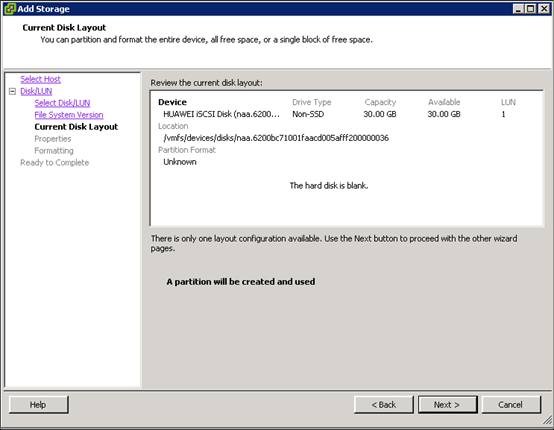 Add Storage
Current Disk Layout
You can partition and format the entire device, all free space, or a single block of free space.
Select Host
Disk/LUN
Select Disk/LUN
File System Version
Current Disk Layout
Properties
Formatting
Ready to Complete
Review the current disk layout:
Device Drive Type Capacity Available LUN
HUAWEI iSCSI Disk (naa.6200... Non-SSD 30.00 GB 30.00 GB 1
Location
/vmfs/devices/disks/naa.6200bc71001faacd005afff200000036
Partition Format
Unknown
The hard disk is blank.
There is only one layout configuration available. Use the Next button to proceed with the other wizard
pages.
A partition will be created and used
Help < Back Next > Cancel